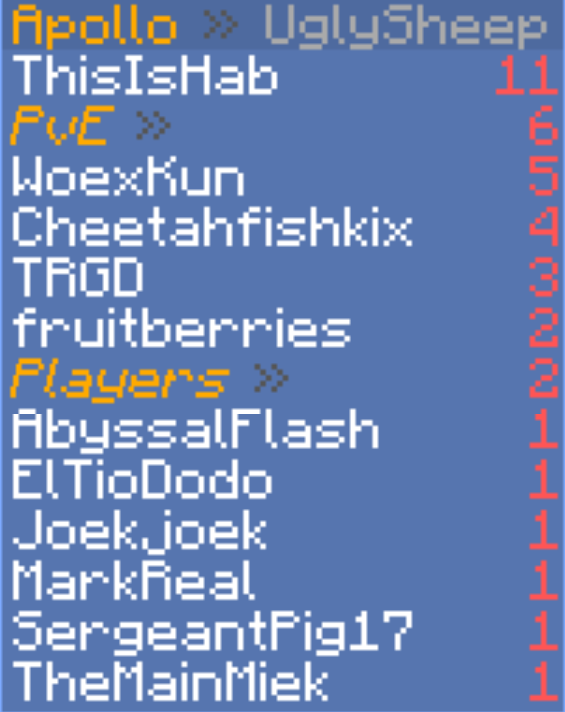 Apollo » UglySheep
ThisIsHab 11
PvE » 6
WoexKun 5
Cheetahfishkix 4
TRGD 3
fruitberries 2
Players » 2
AbyssalFlash 1
ElTioDodo 1
Joekjoek 1
MarkReal 1
SergeantPig17 1
TheMainMiek 1